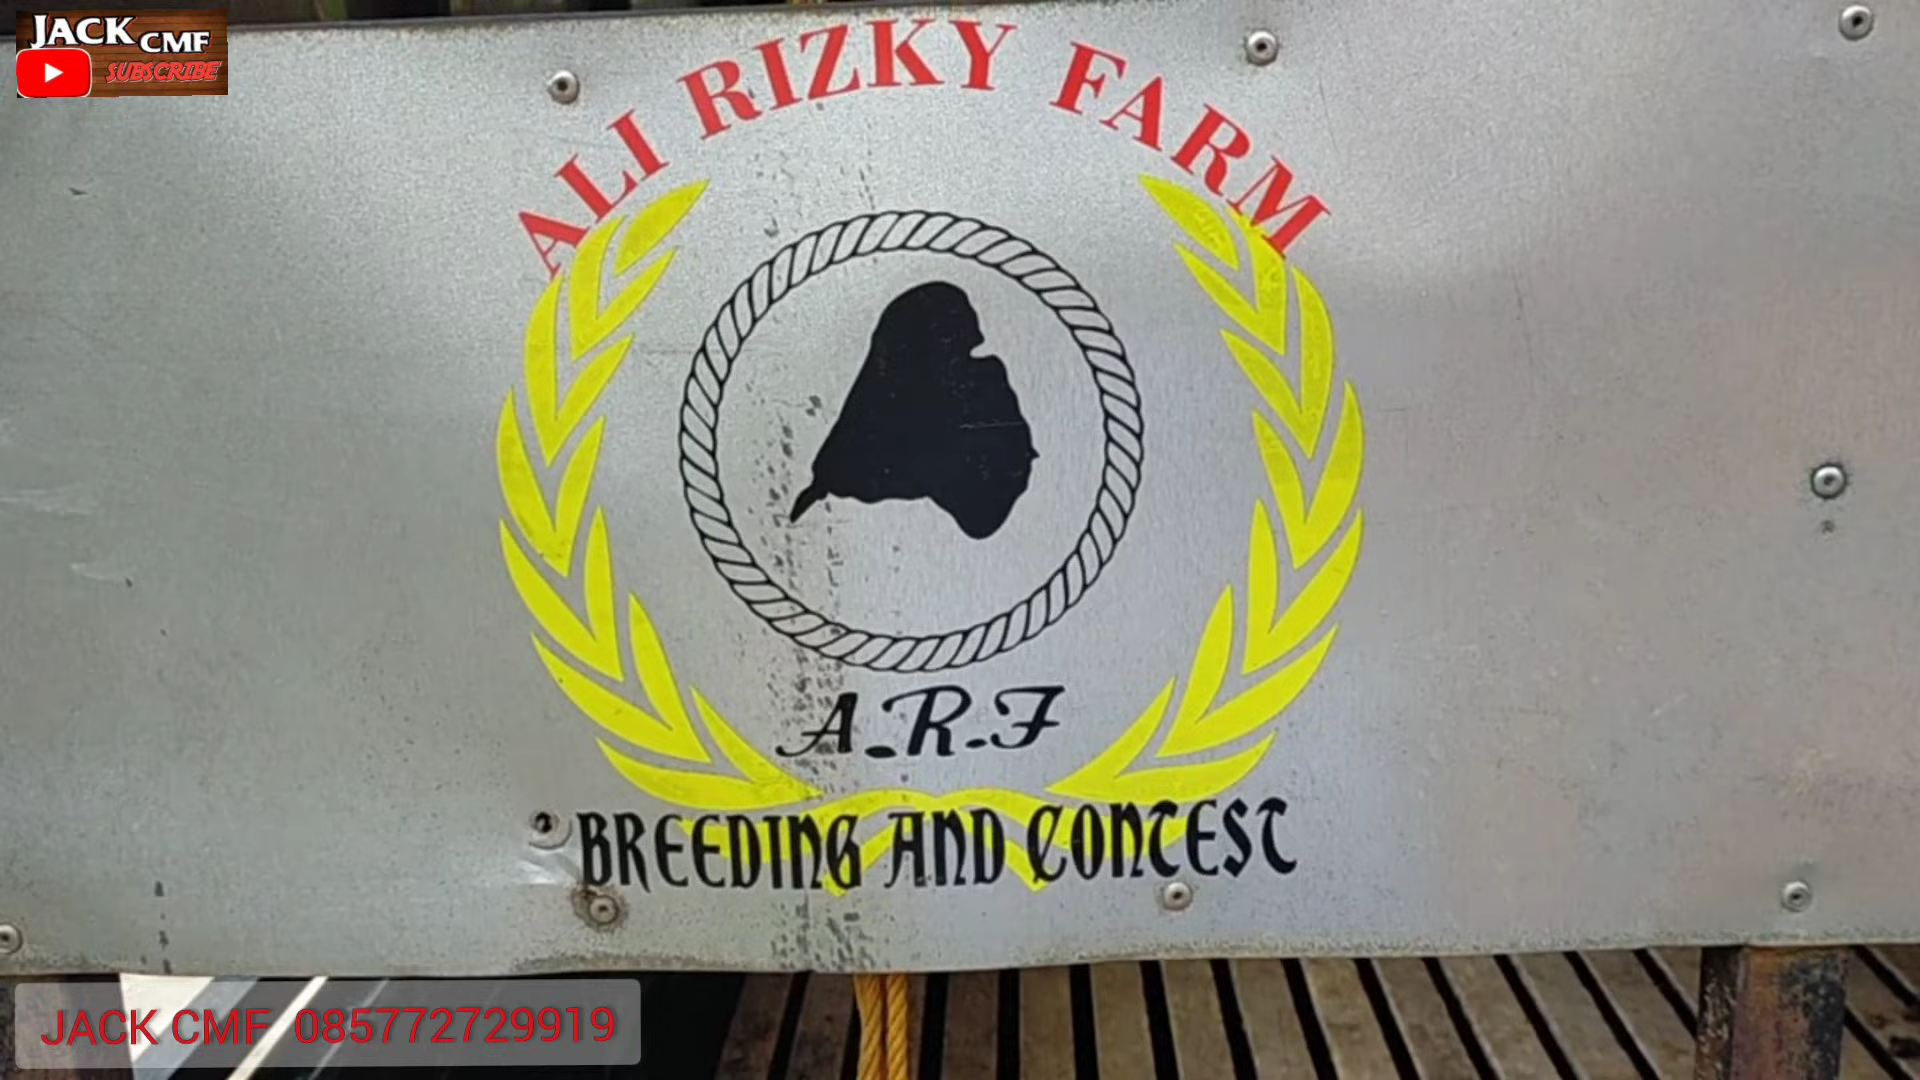 JACK CMF
SUBSCRIBE
ALI RIZKY FARM
A.R.F
BREEDING AND CONTEST
JACK CMF 085772729919